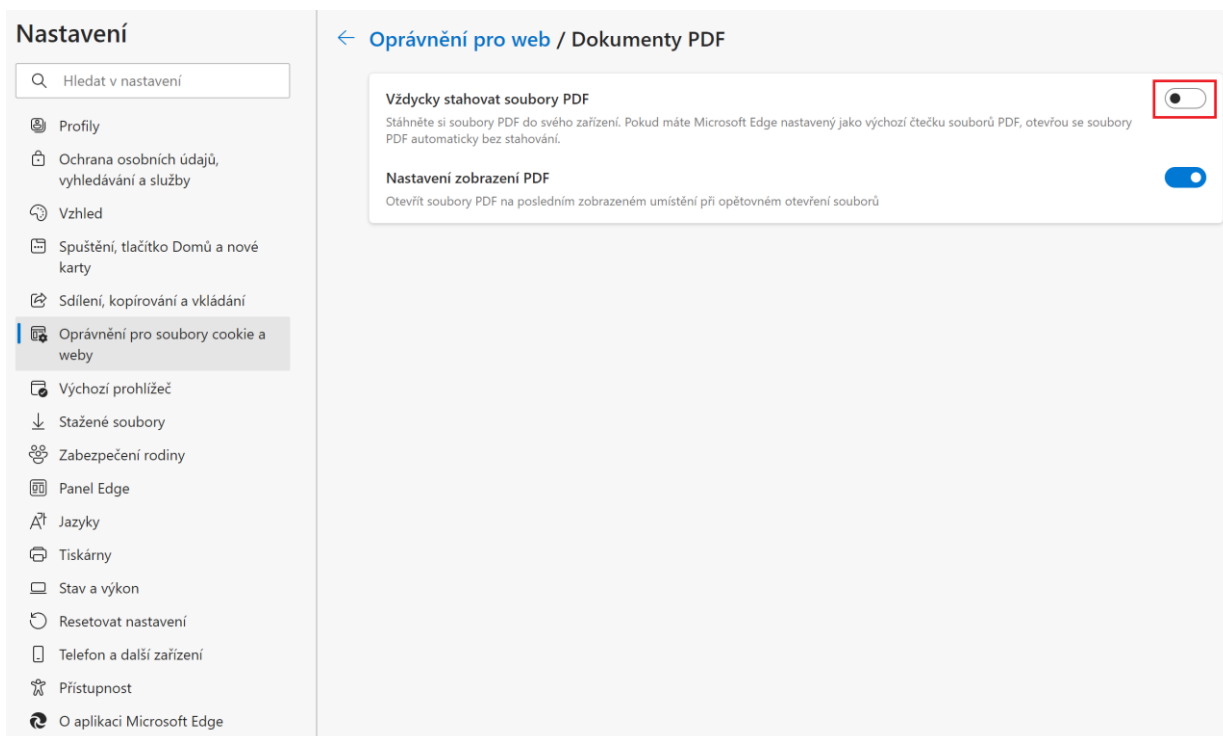 Nastavení
Hledat v nastavení
Profily
Ochrana osobních údajů,
vyhledávání a služby
Vzhled
Spuštění, tlačítko Domů a nové
karty
Sdílení, kopírování a vkládání
Oprávnění pro soubory cookie a
weby
Výchozí prohlížeč
Stažené soubory
Zabezpečení rodiny
Panel Edge
Jazyky
Tiskárny
Stav a výkon
Resetovat nastavení
Telefon a další zařízení
Přístupnost
O aplikaci Microsoft Edge
Oprávnění pro web / Dokumenty PDF
Vždycky stahovat soubory PDF
Stáhněte si soubory PDF do svého zařízení. Pokud máte Microsoft Edge nastavený jako výchozí čtečku souborů PDF, otevřou se soubory
PDF automaticky bez stahování.
Nastavení zobrazení PDF
Otevřít soubory PDF na posledním zobrazeném umístění při opětovném otevření souborů